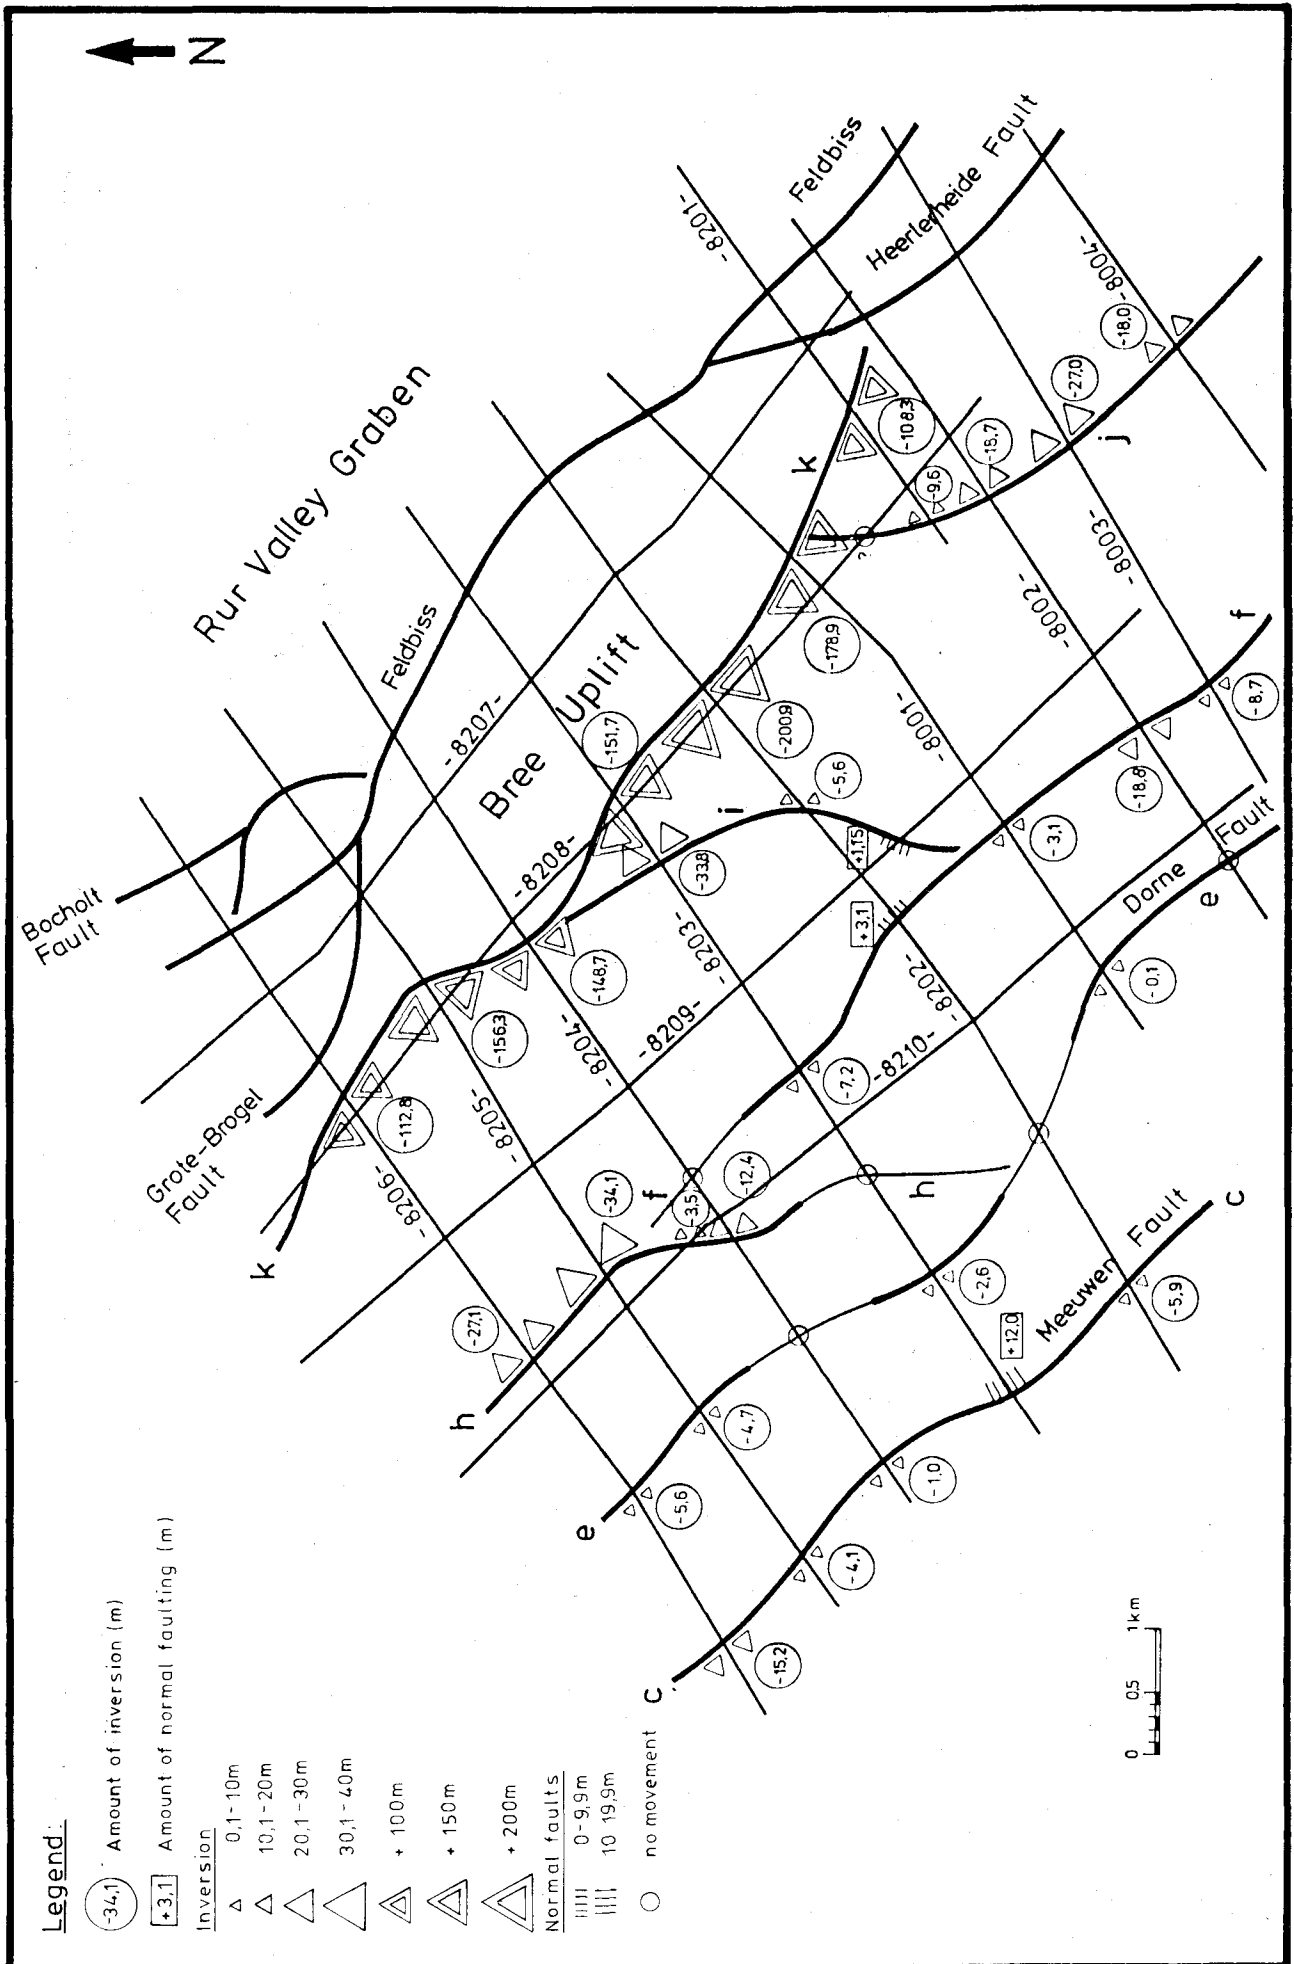 N
Rur Valley Graben
Bocholt
Fault
Feldbiss
Feldbiss
Heerlerheide Fault
Bree Uplift
Grote-Brogel
Fault
Dorne
Fault
Meeuwen Fault
-8201-
-8004-
-8003-
-8002-
-8001-
-8202-
-8203-
-8204-
-8205-
-8206-
-8207-
-8208-
-8209-
-8210-
k
k
j
i
h
h
f
f
e
e
c
c
-112,8
-156,3
-148,7
-151,7
-200,9
-178,9
-108,3
-9,6
-18,7
-27,0
-18,0
?
-33,8
-5,6
+1,15
+3,1
-3,1
-18,8
-8,7
-7,2
-12,4
-3,5
-34,1
-27,1
-5,6
-4,7
-2,6
-0,1
-15,2
-4,1
-1,0
+12,0
-5,9
Legend:
-34,1 Amount of inversion (m)
+3,1 Amount of normal faulting (m)
Inversion
0,1-10m
10,1-20m
20,1-30m
30,1-40m
+ 100m
+ 150m
+ 200m
Normal faults
0-9,9m
10 19,9m
no movement
0 0,5 1km